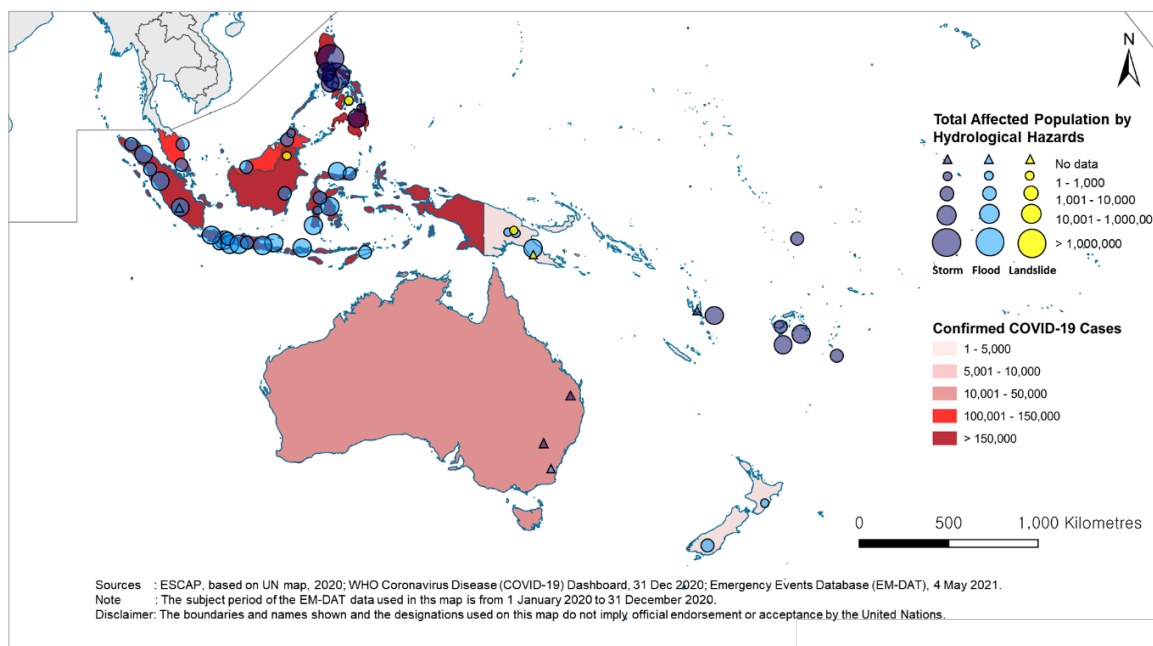 N
Total Affected Population by
Hydrological Hazards
No data
1 - 1,000
1,001 - 10,000
10,001 - 1,000,000
> 1,000,000
Storm Flood Landslide
Confirmed COVID-19 Cases
1 - 5,000
5,001 - 10,000
10,001 - 50,000
100,001 - 150,000
> 150,000
0 500 1,000 Kilometres
Sources : ESCAP, based on UN map, 2020; WHO Coronavirus Disease (COVID-19) Dashboard, 31 Dec 2020; Emergency Events Database (EM-DAT), 4 May 2021.
Note : The subject period of the EM-DAT data used in ths map is from 1 January 2020 to 31 December 2020.
Disclaimer: The boundaries and names shown and the designations used on this map do not imply official endorsement or acceptance by the United Nations.